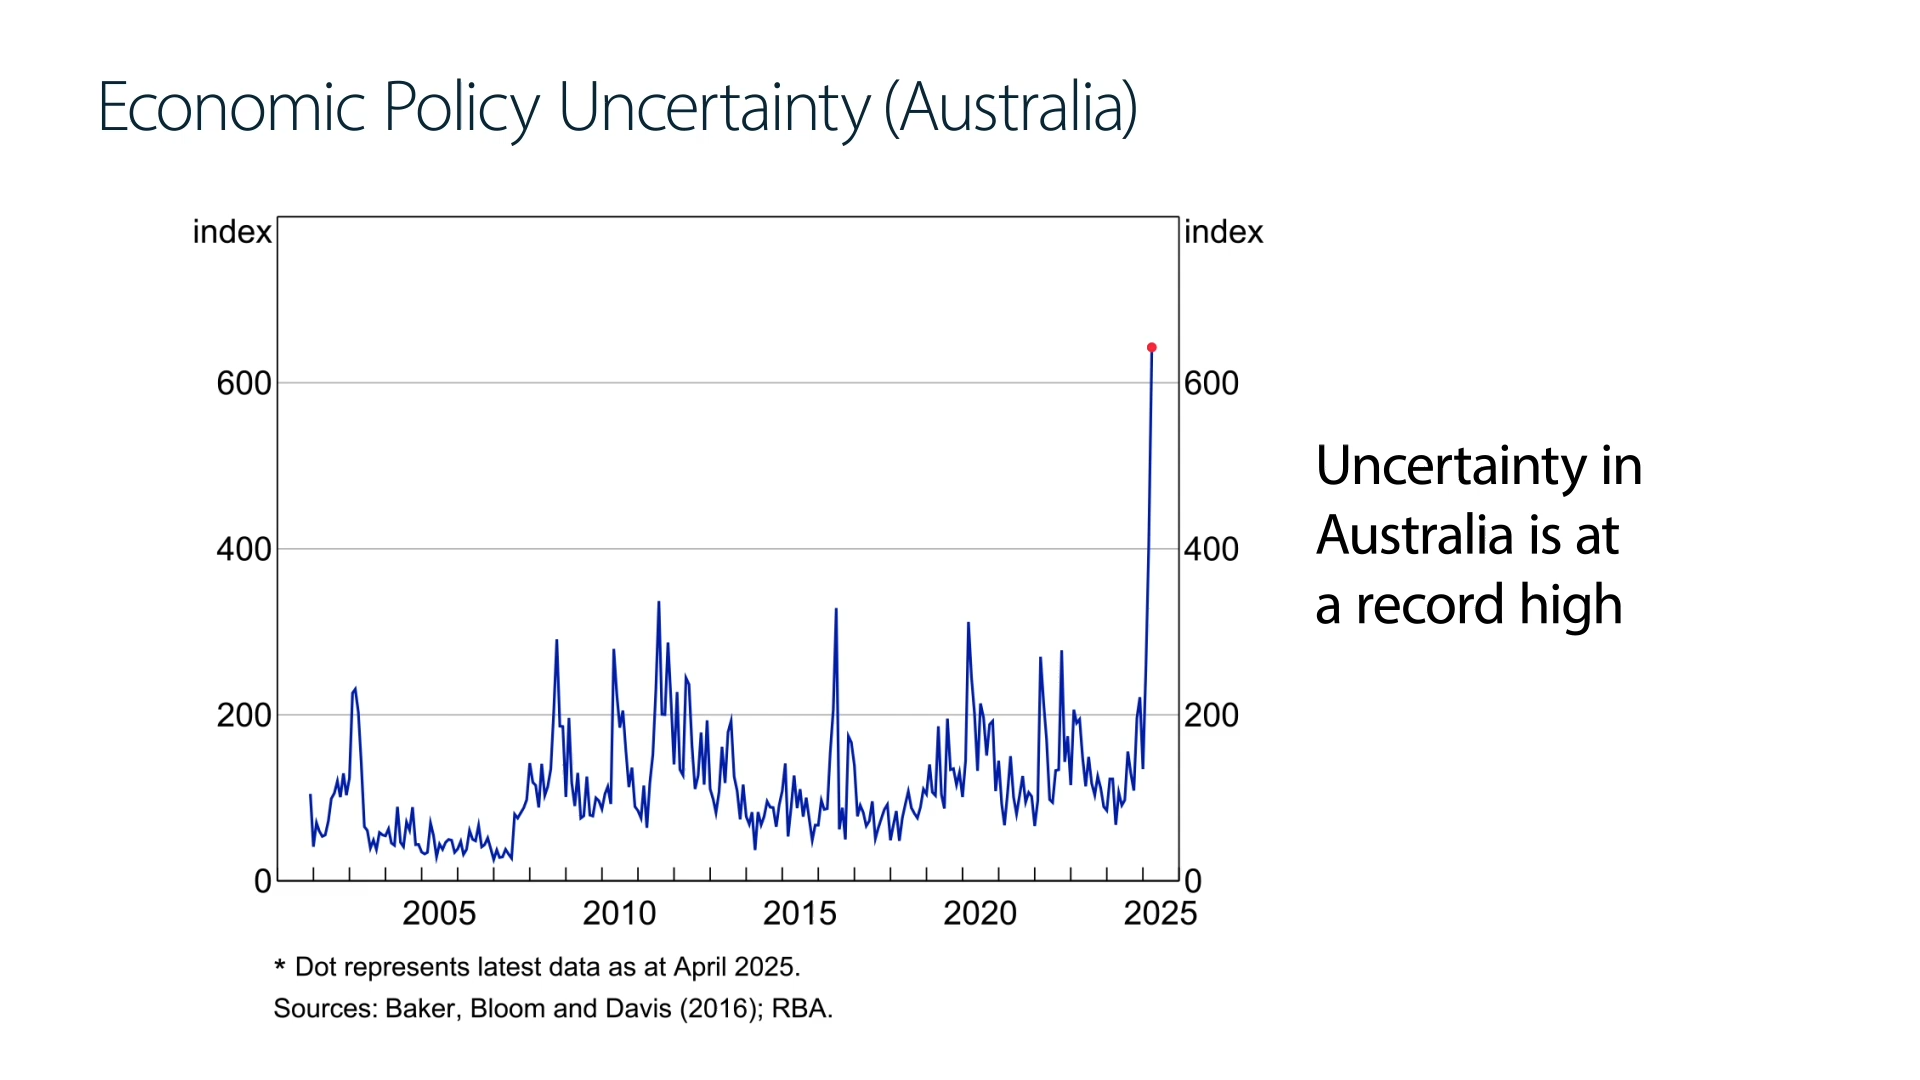 Economic Policy Uncertainty (Australia)
index
index
600
600
400
400
200
200
0
0
2005
2010
2015
2020
2025
Uncertainty in
Australia is at
a record high
* Dot represents latest data as at April 2025.
Sources: Baker, Bloom and Davis (2016); RBA.